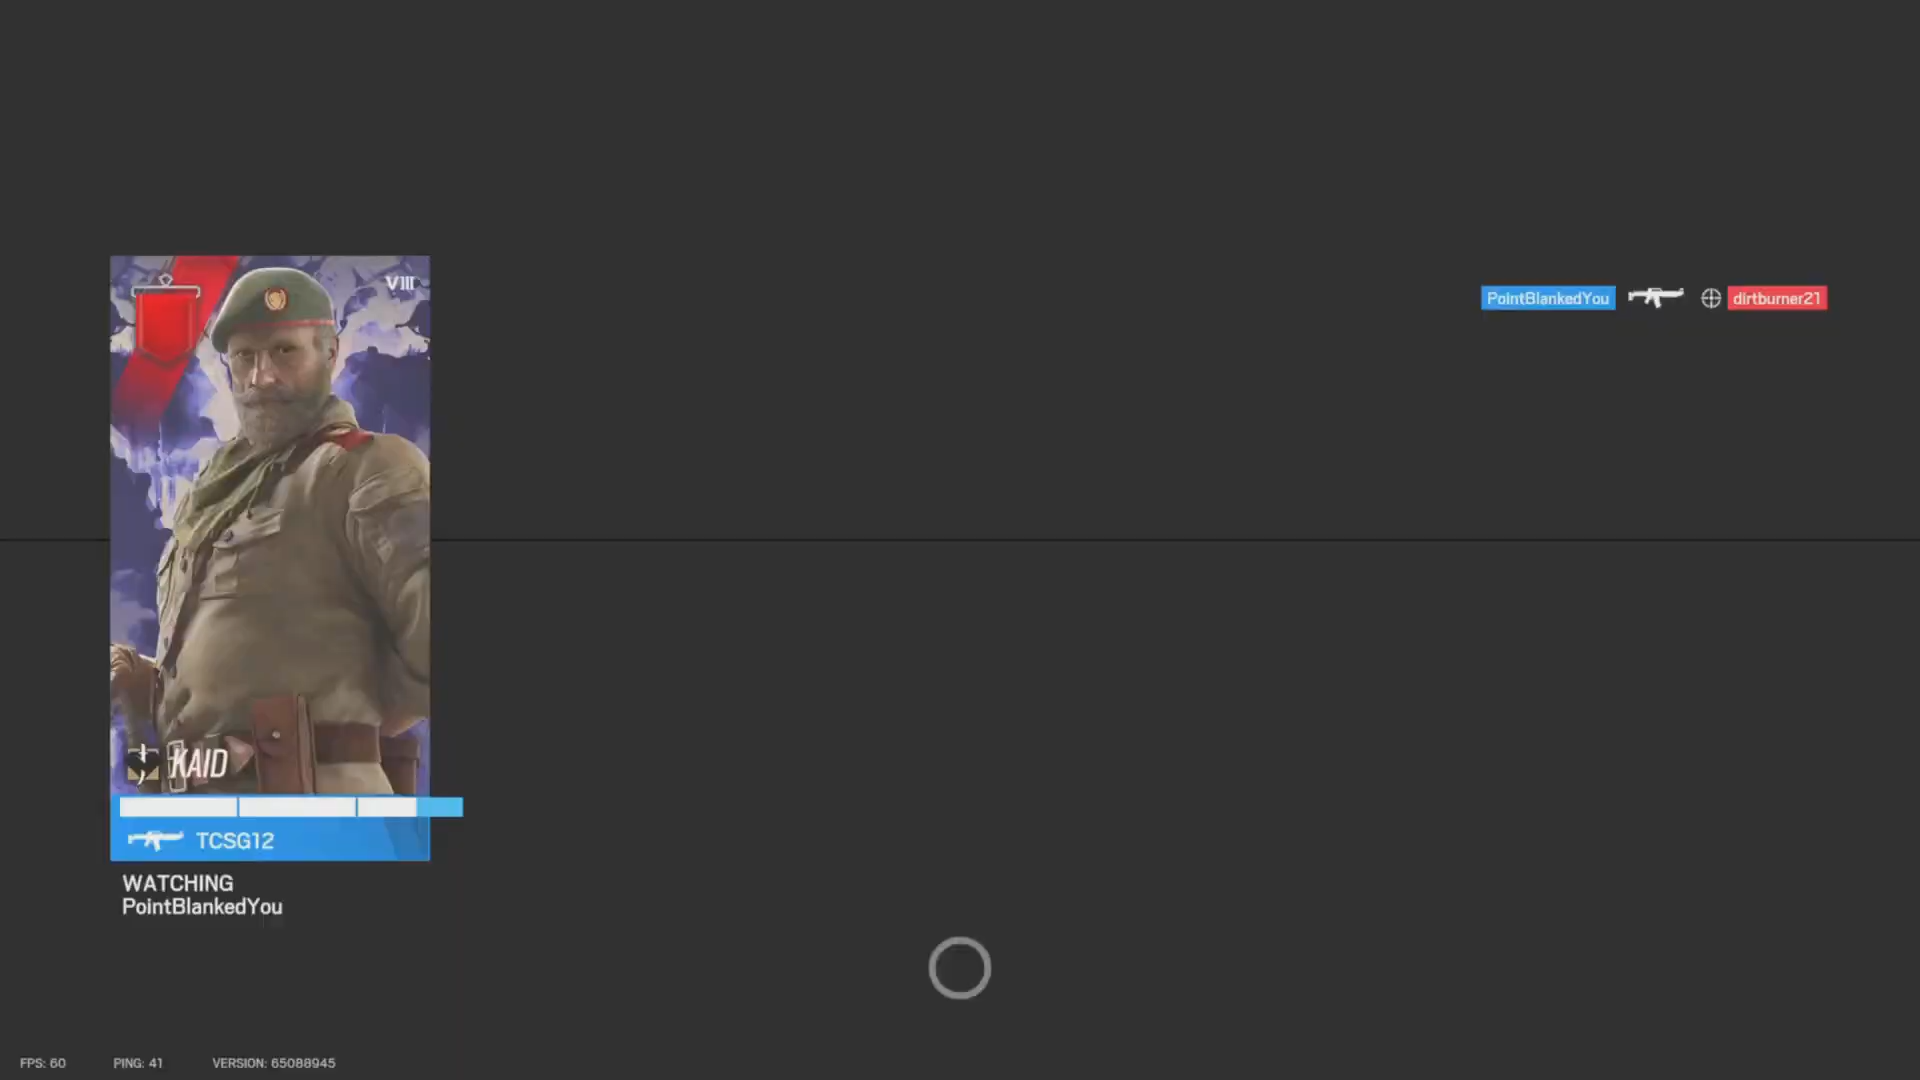 VIII
PointBlankedYou dirtburner21
KAID
TCSG12
WATCHING
PointBlankedYou
FPS: 60 PING: 41 VERSION: 65088945